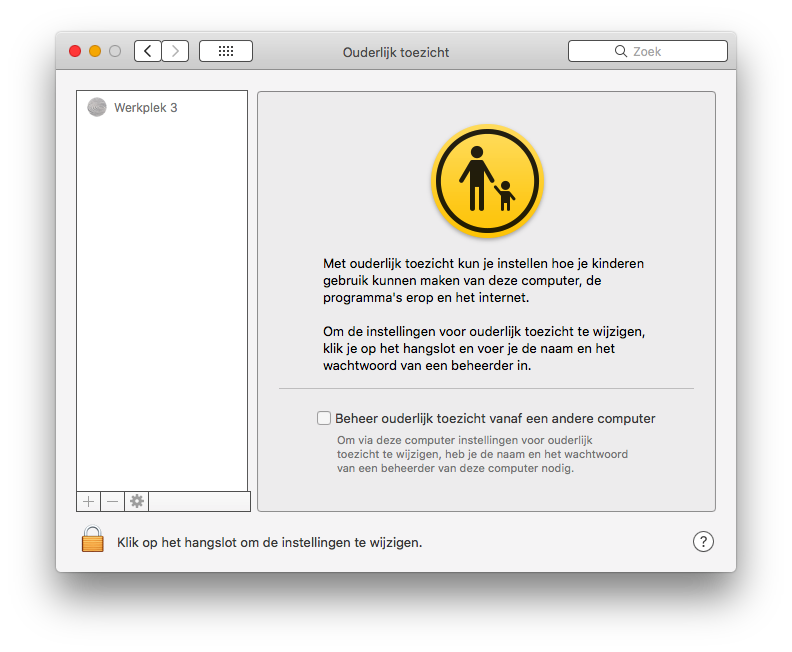 Ouderlijk toezicht
Zoek
Werkplek 3
Met ouderlijk toezicht kun je instellen hoe je kinderen
gebruik kunnen maken van deze computer, de
programma's erop en het internet.
Om de instellingen voor ouderlijk toezicht te wijzigen,
klik je op het hangslot en voer je de naam en het
wachtwoord van een beheerder in.
Beheer ouderlijk toezicht vanaf een andere computer
Om via deze computer instellingen voor ouderlijk
toezicht te wijzigen, heb je de naam en het wachtwoord
van een beheerder van deze computer nodig.
Klik op het hangslot om de instellingen te wijzigen.
?